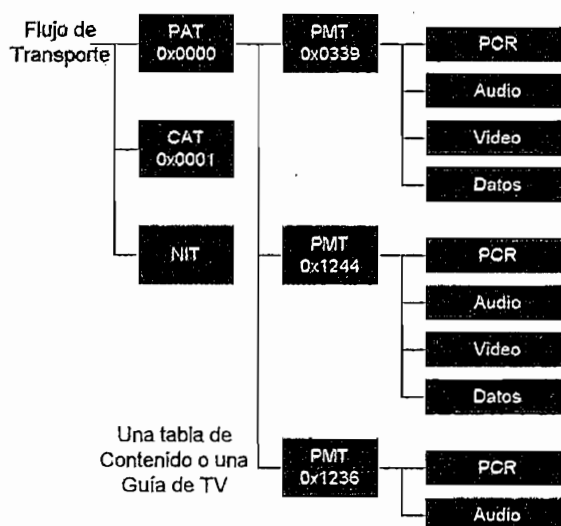 Flujo de
Transporte
PAT
0x0000
PMT
0x0339
PCR
Audio
Video
Datos
CAT
0x0001
NIT
PMT
0x1244
PCR
Audio
Video
Datos
Una tabla de
Contenido o una
Guía de TV
PMT
0x1236
PCR
Audio